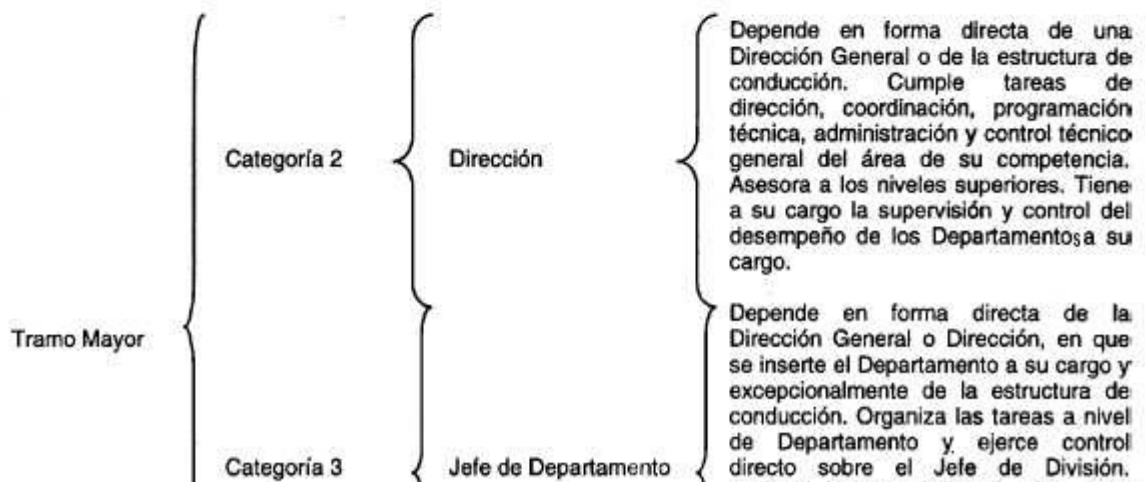 Depende en forma directa de una
Dirección General o de la estructura de
conducción. Cumple tareas de
dirección, coordinación, programación
técnica, administración y control técnico
Categoría 2 Dirección general del área de su competencia.
Asesora a los niveles superiores. Tiene
a su cargo la supervisión y control del
desempeño de los Departamentos a su
cargo.
Depende en forma directa de la
Tramo Mayor Dirección General o Dirección, en que
se inserte el Departamento a su cargo y
excepcionalmente de la estructura de
conducción. Organiza las tareas a nivel
de Departamento y ejerce control
Categoría 3 Jefe de Departamento directo sobre el Jefe de División.